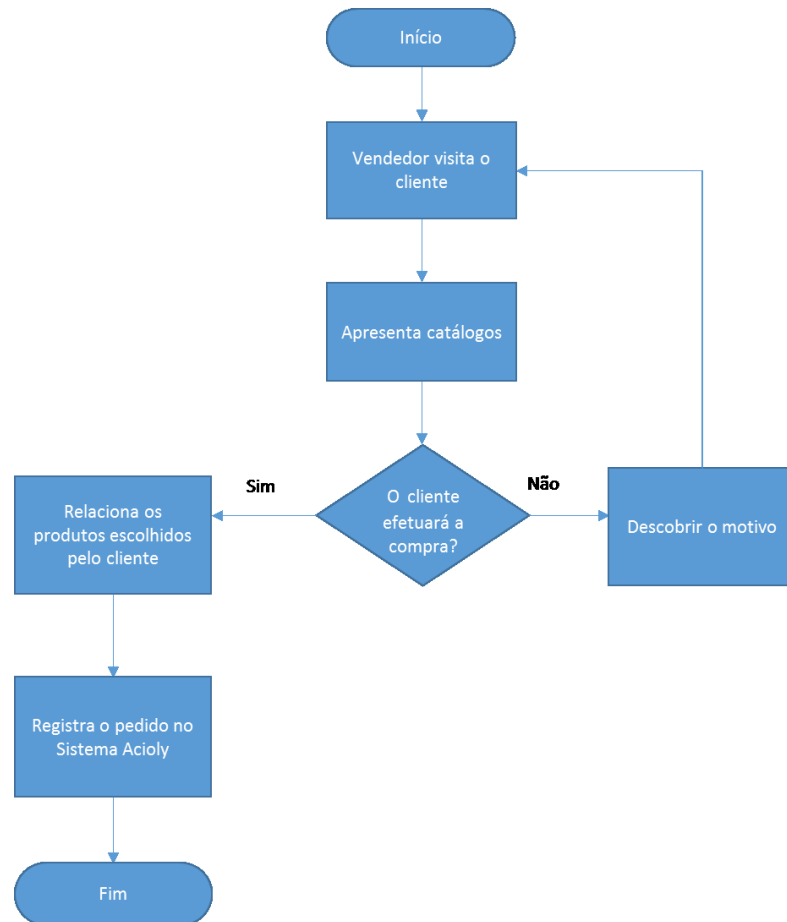 Início
Vendedor visita o
cliente
Apresenta catálogos
Sim
O cliente
efetuará a
compra?
Não
Relaciona os
produtos escolhidos
pelo cliente
Descobrir o motivo
Registra o pedido no
Sistema Acioly
Fim